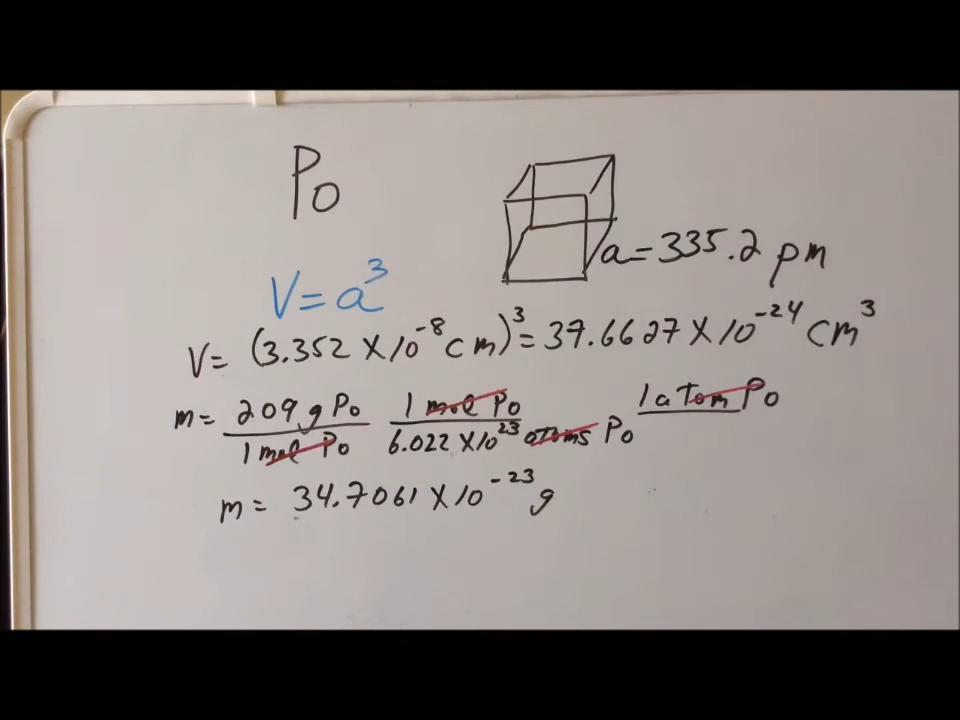 Po
a=335.2 pm
V=a³
V= (3.352 X 10⁻⁸ cm)³= 37.6627 X 10⁻²⁴ cm³
m= 209 g Po 1 mol Po 1 atom Po
1 mol Po 6.022 X 10²³ atoms Po
m= 34.7061 X 10⁻²³ g